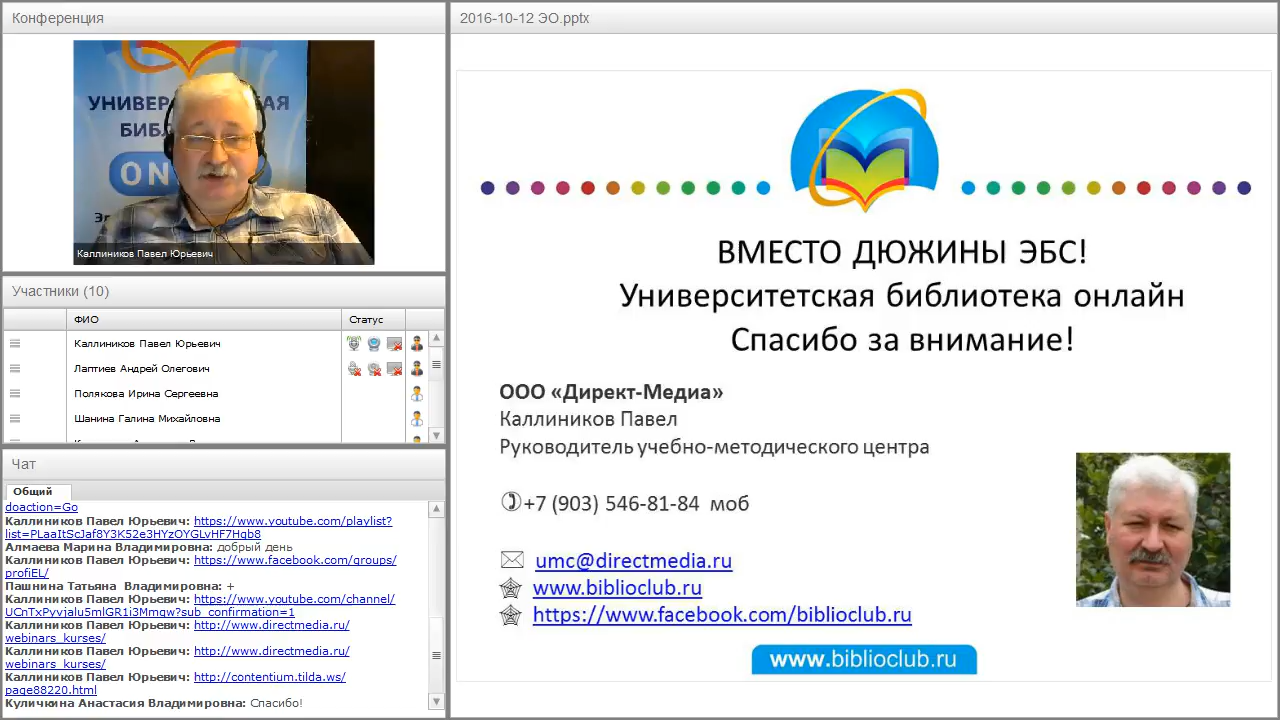 Конференция
УНИВЕР
АЯ
БИБЛ
ON
Эл
Каллиников Павел Юрьевич
Участники (10)
ФИО
Статус
Каллиников Павел Юрьевич
Лаптиев Андрей Олегович
Полякова Ирина Сергеевна
Шанина Галина Михайловна
Чат
Общий
doaction=Go
Каллиников Павел Юрьевич: https://www.youtube.com/playlist?
list=PLaaItScJaf8Y3K52e3HYzOYGLvHF7Hqb8
Алмаева Марина Владимировна: добрый день
Каллиников Павел Юрьевич: https://www.facebook.com/groups/
profiEL/
Пашнина Татьяна Владимировна: +
Каллиников Павел Юрьевич: https://www.youtube.com/channel/
UCnTxPyvjalu5mlGR1i3Mmqw?sub_confirmation=1
Каллиников Павел Юрьевич: http://www.directmedia.ru/
webinars_kurses/
Каллиников Павел Юрьевич: http://www.directmedia.ru/
webinars_kurses/
Каллиников Павел Юрьевич: http://contentium.tilda.ws/
page88220.html
Куличкина Анастасия Владимировна: Спасибо!
2016-10-12 ЭО.pptx
ВМЕСТО ДЮЖИНЫ ЭБС!
Университетская библиотека онлайн
Спасибо за внимание!
ООО «Директ-Медиа»
Каллиников Павел
Руководитель учебно-методического центра
+7 (903) 546-81-84 моб
umc@directmedia.ru
www.biblioclub.ru
https://www.facebook.com/biblioclub.ru
www.biblioclub.ru